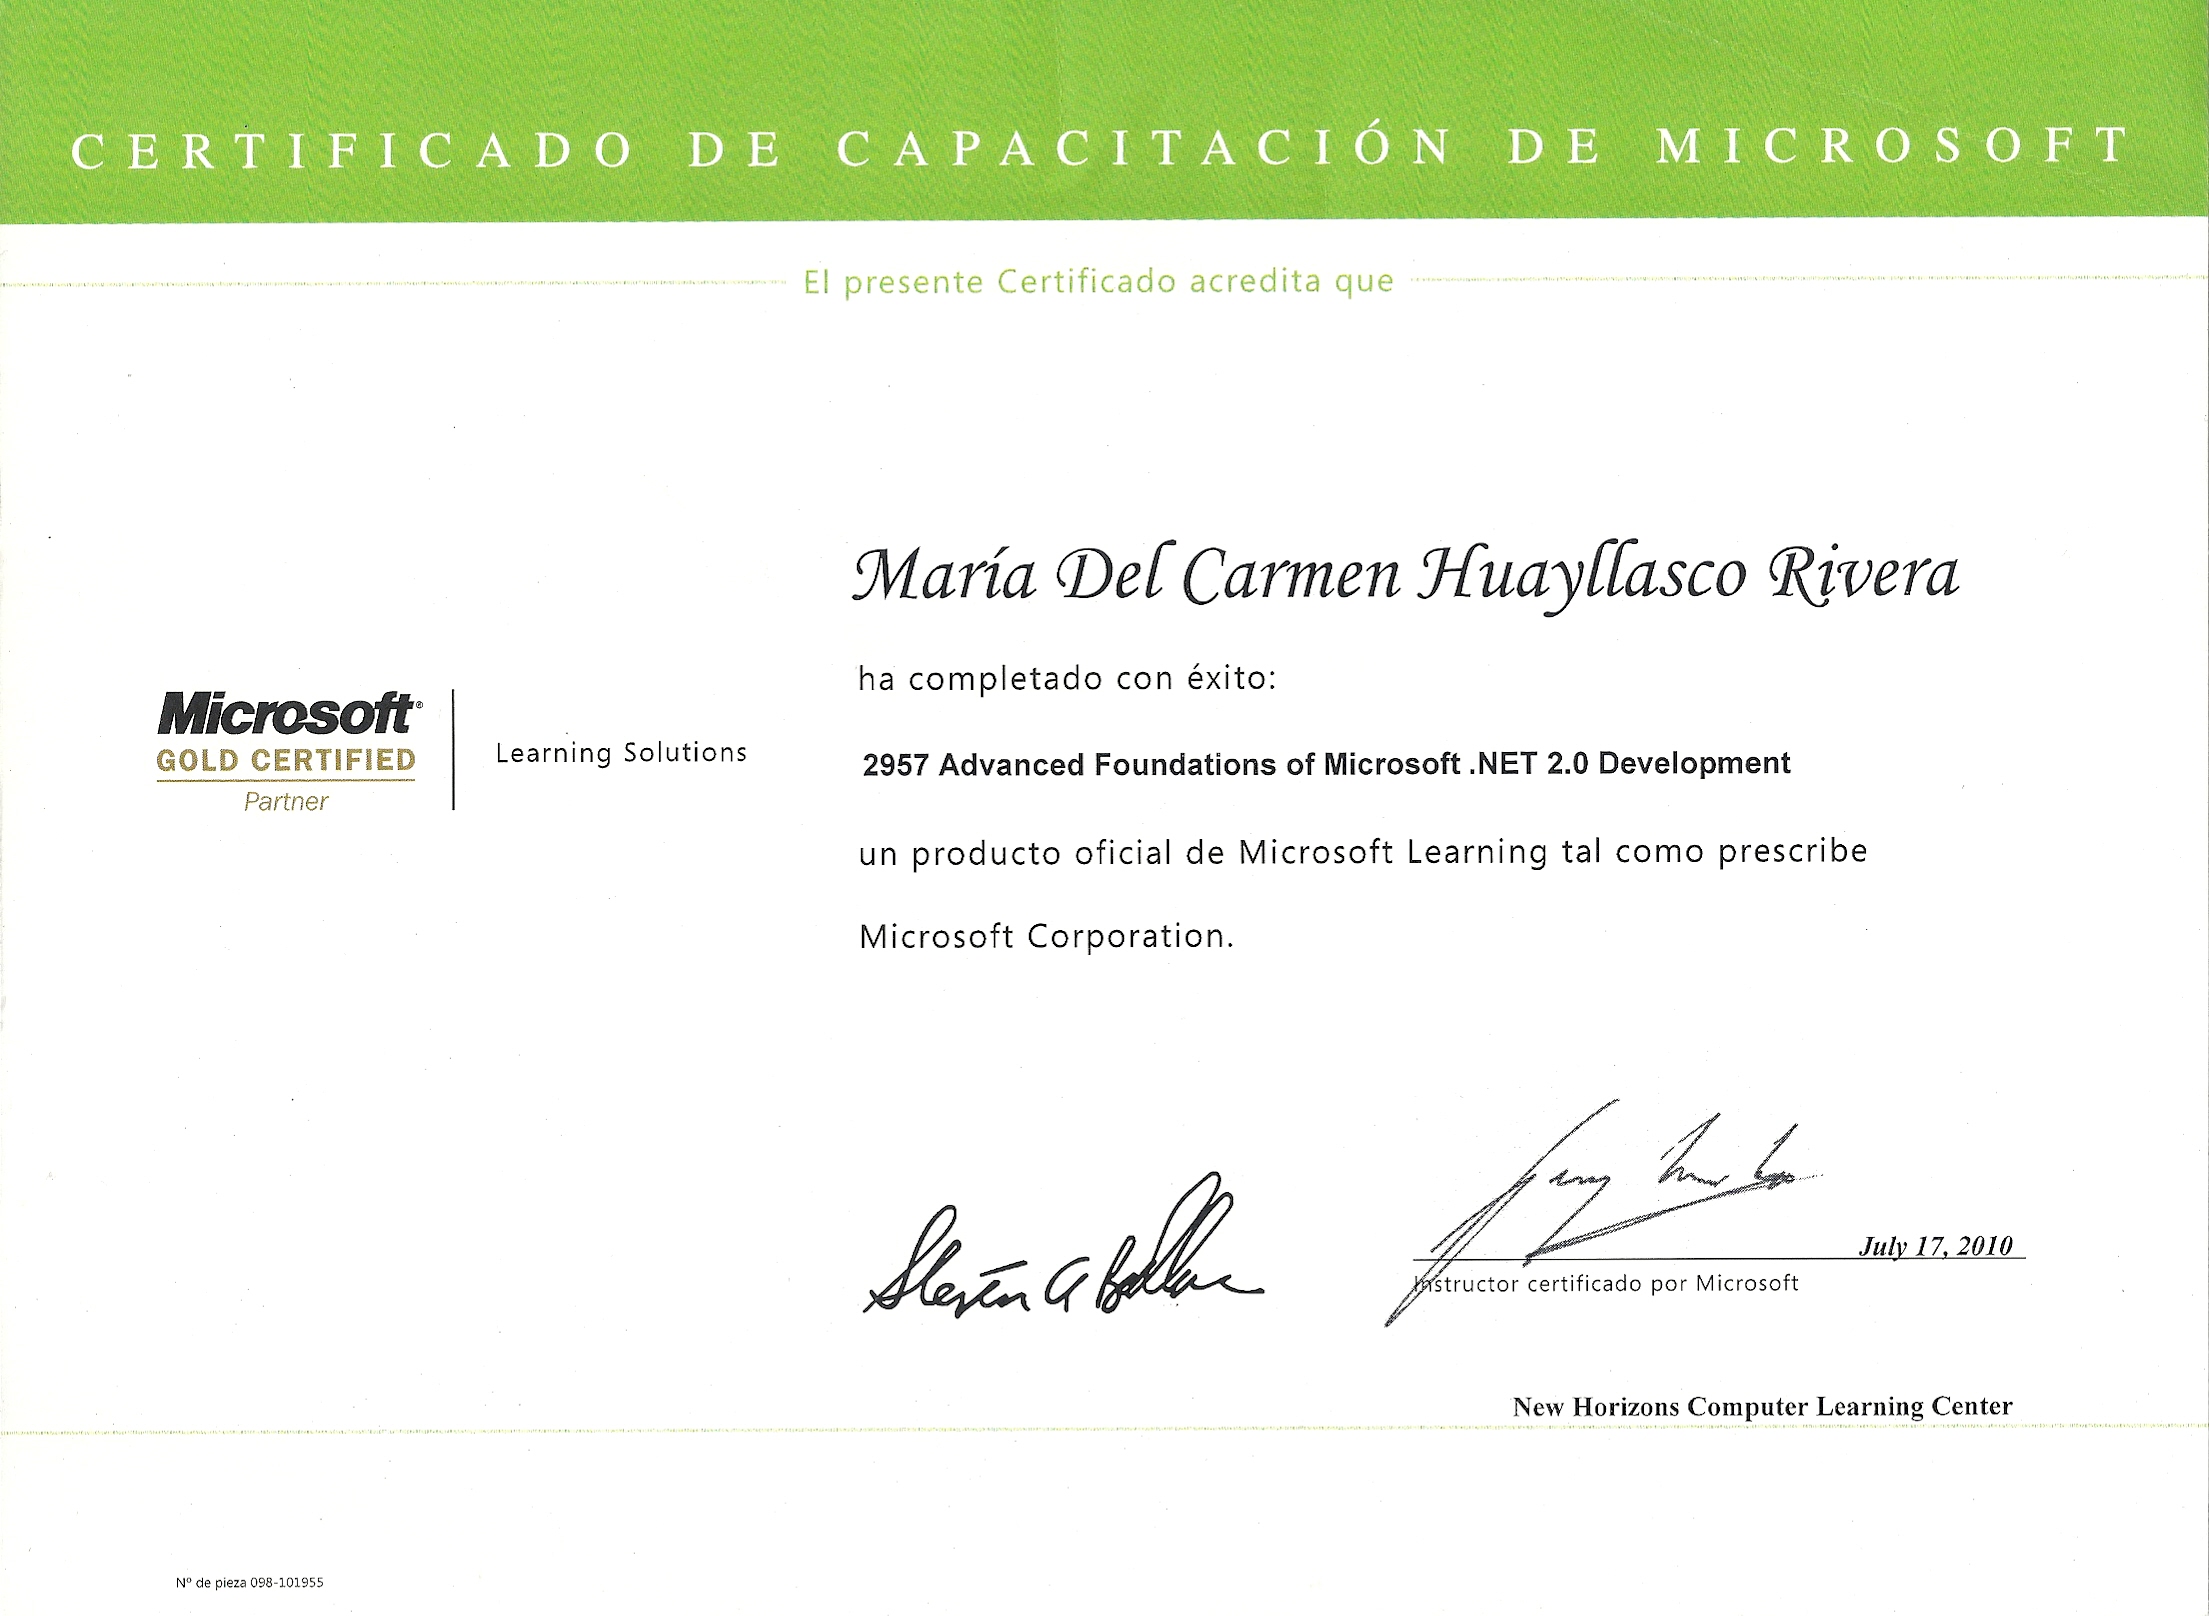 CERTIFICADO DE CAPACITACIÓN DE MICROSOFT
El presente Certificado acredita que
María Del Carmen Huayllasco Rivera
ha completado con éxito:
Microsoft®
GOLD CERTIFIED
Partner
Learning Solutions
2957 Advanced Foundations of Microsoft .NET 2.0 Development
un producto oficial de Microsoft Learning tal como prescribe
Microsoft Corporation.
July 17, 2010
Instructor certificado por Microsoft
New Horizons Computer Learning Center
Nº de pieza 098-101955